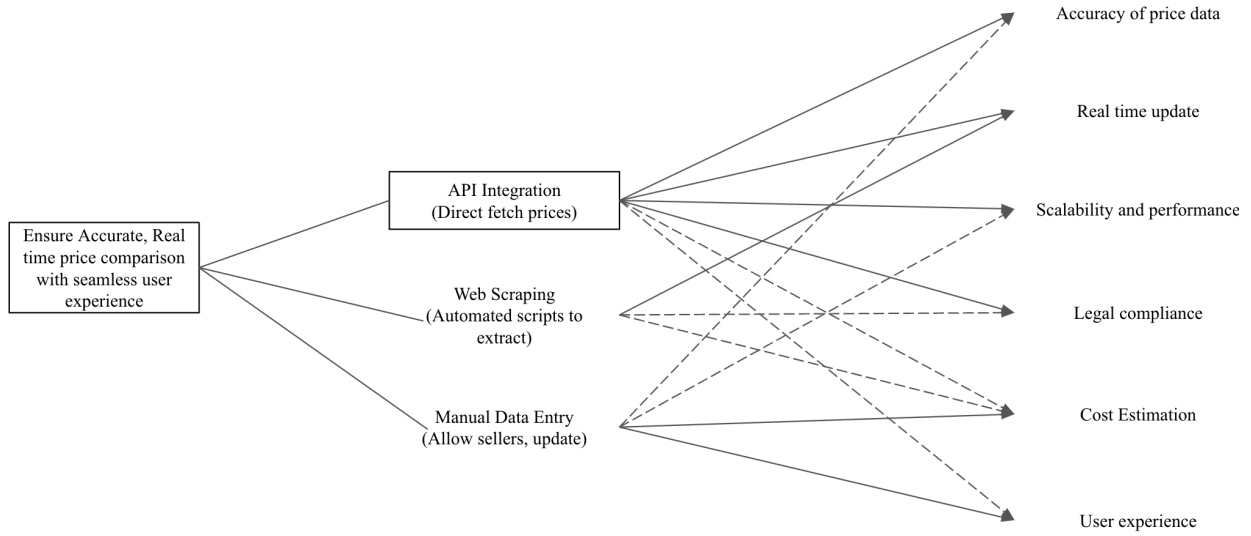 Ensure Accurate, Real
time price comparison
with seamless user
experience
API Integration
(Direct fetch prices)
Web Scraping
(Automated scripts to
extract)
Manual Data Entry
(Allow sellers, update)
Accuracy of price data
Real time update
Scalability and performance
Legal compliance
Cost Estimation
User experience